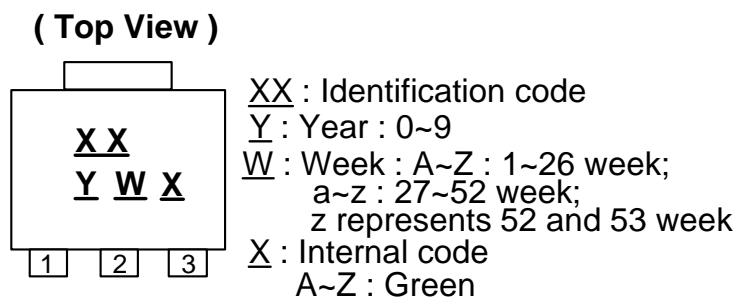 ( Top View )
X X
Y W X
1 2 3
XX : Identification code
Y : Year : 0~9
W : Week : A~Z : 1~26 week;
a~z : 27~52 week;
z represents 52 and 53 week
X : Internal code
A~Z : Green